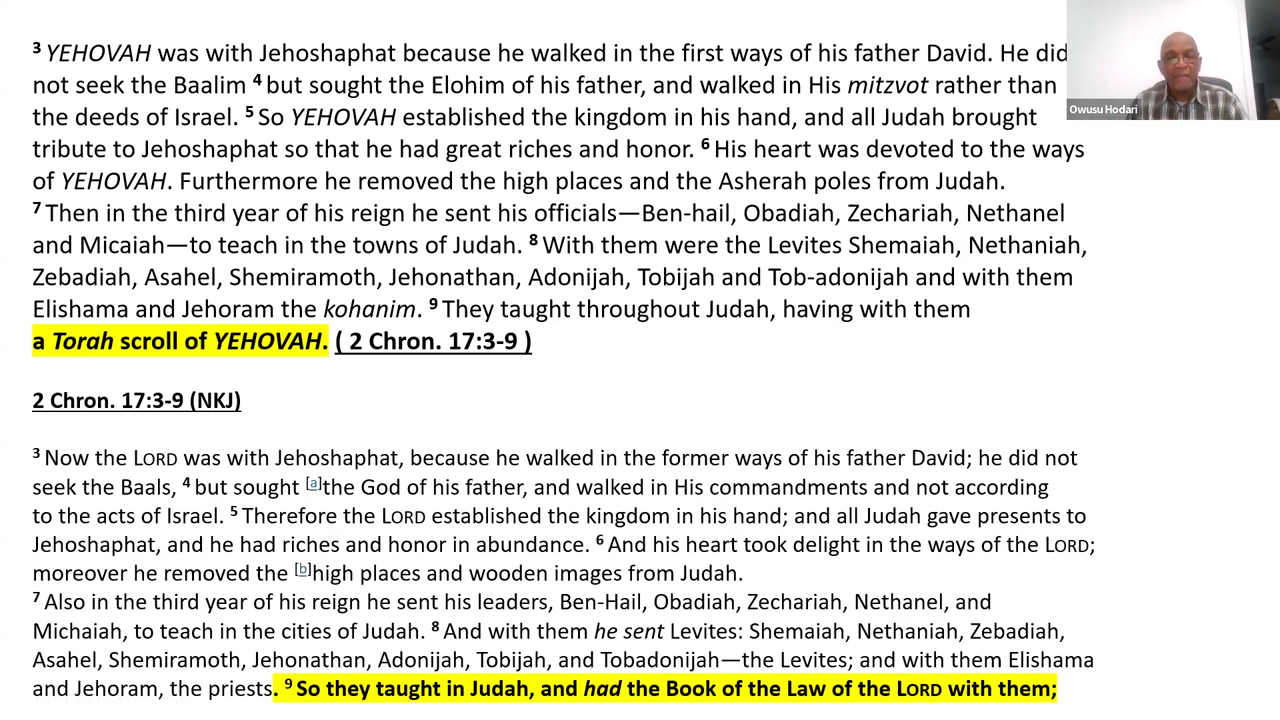 ³ YEHOVAH was with Jehoshaphat because he walked in the first ways of his father David. He did
not seek the Baalim ⁴ but sought the Elohim of his father, and walked in His mitzvot rather than
the deeds of Israel. ⁵ So YEHOVAH established the kingdom in his hand, and all Judah brought
tribute to Jehoshaphat so that he had great riches and honor. ⁶ His heart was devoted to the ways
of YEHOVAH. Furthermore he removed the high places and the Asherah poles from Judah.
⁷ Then in the third year of his reign he sent his officials—Ben-hail, Obadiah, Zechariah, Nethanel
and Micaiah—to teach in the towns of Judah. ⁸ With them were the Levites Shemaiah, Nethaniah,
Zebadiah, Asahel, Shemiramoth, Jehonathan, Adonijah, Tobijah and Tob-adonijah and with them
Elishama and Jehoram the kohanim. ⁹ They taught throughout Judah, having with them
a Torah scroll of YEHOVAH. ( 2 Chron. 17:3-9 )
2 Chron. 17:3-9 (NKJ)
³ Now the LORD was with Jehoshaphat, because he walked in the former ways of his father David; he did not
seek the Baals, ⁴ but sought [a]the God of his father, and walked in His commandments and not according
to the acts of Israel. ⁵ Therefore the LORD established the kingdom in his hand; and all Judah gave presents to
Jehoshaphat, and he had riches and honor in abundance. ⁶ And his heart took delight in the ways of the LORD;
moreover he removed the [b]high places and wooden images from Judah.
⁷ Also in the third year of his reign he sent his leaders, Ben-Hail, Obadiah, Zechariah, Nethanel, and
Michaiah, to teach in the cities of Judah. ⁸ And with them he sent Levites: Shemaiah, Nethaniah, Zebadiah,
Asahel, Shemiramoth, Jehonathan, Adonijah, Tobijah, and Tobadonijah—the Levites; and with them Elishama
and Jehoram, the priests. ⁹ So they taught in Judah, and had the Book of the Law of the LORD with them;
Owusu Hodari